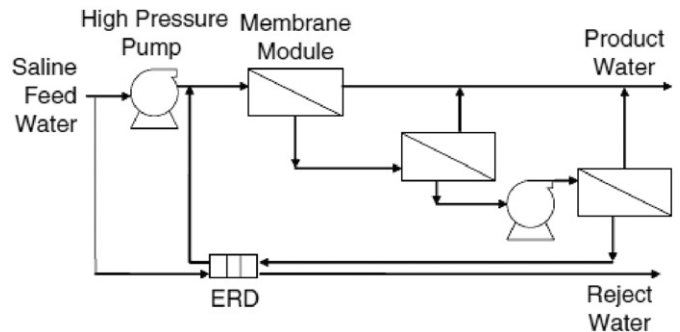 High Pressure
Pump
Membrane
Module
Product
Water
Saline
Feed
Water
ERD
Reject
Water